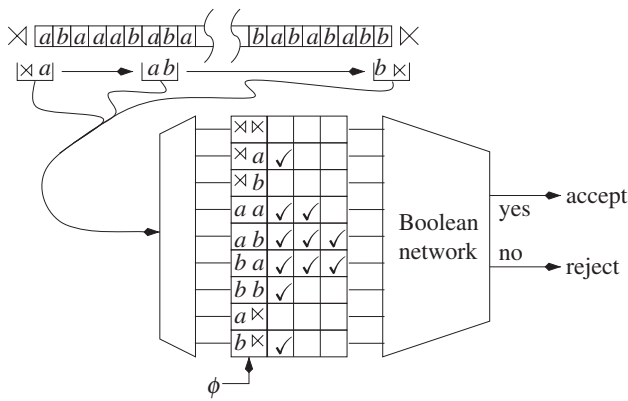 ⋊ a b a a a b a b a b a b a b a b b ⋉
⋊ a a b b ⋉
⋊ ⋉
⋊ a ✓
⋊ b
a a ✓ ✓
a b ✓ ✓ ✓
b a ✓ ✓ ✓
b b ✓
a ⋉
b ⋉ ✓
Boolean
network
yes
accept
no
reject
ϕ